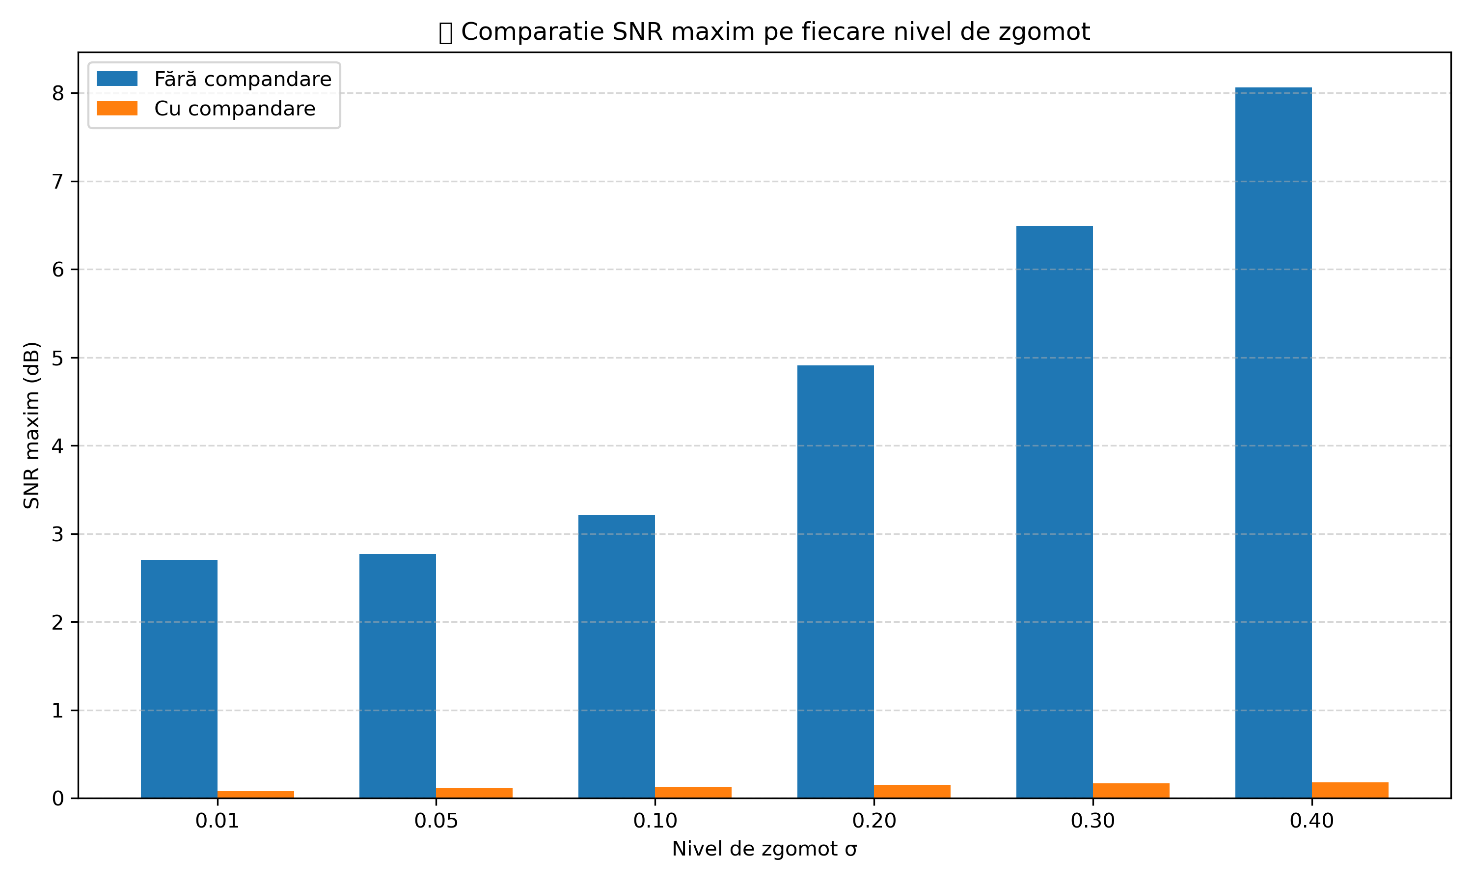 ▯ Comparatie SNR maxim pe fiecare nivel de zgomot
Fără compandare
Cu compandare
SNR maxim (dB)
8
7
6
5
4
3
2
1
0
0.01 0.05 0.10 0.20 0.30 0.40
Nivel de zgomot σ